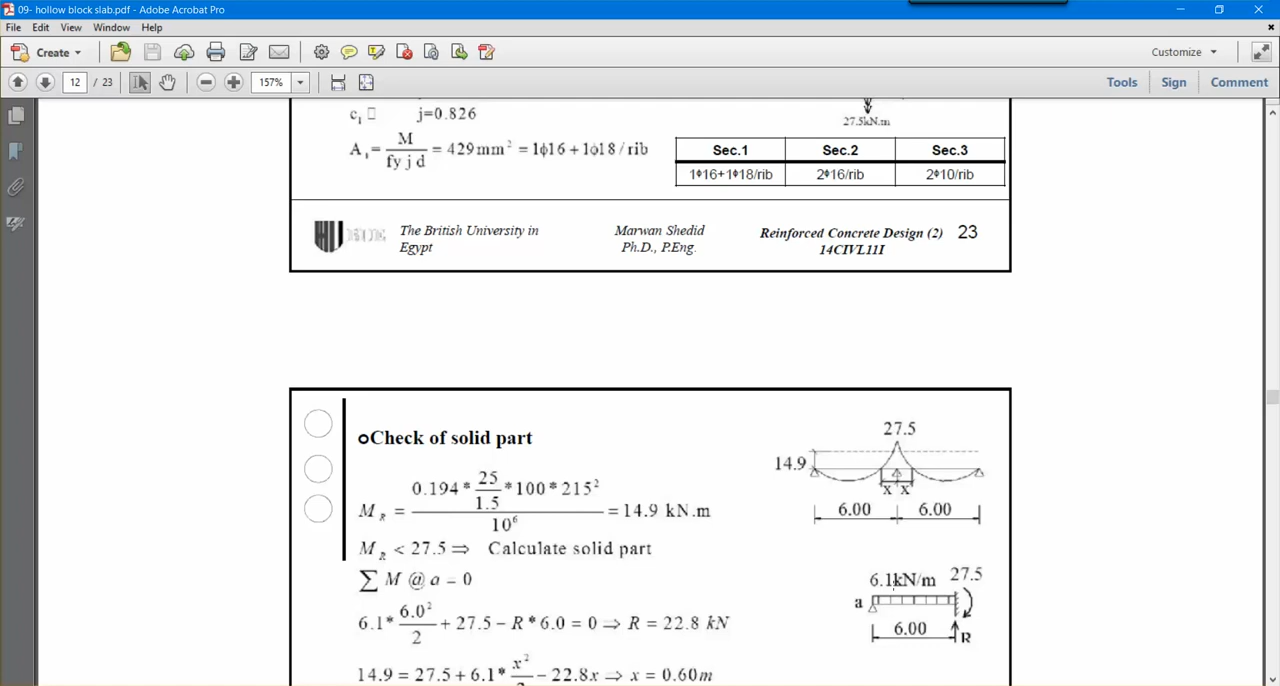 09- hollow block slab.pdf - Adobe Acrobat Pro
File Edit View Window Help
Create
Customize
12 / 23
157%
Tools Sign Comment
c₁ j=0.826
27.5kN.m
A_s = M / (fy j d) = 429 mm² = 1ϕ16 + 1ϕ18 / rib
Sec.1 Sec.2 Sec.3
1ϕ16+1ϕ18/rib 2ϕ16/rib 2ϕ10/rib
The British University in
Egypt
Marwan Shedid
Ph.D., P.Eng.
Reinforced Concrete Design (2)
14CIVL11I
23
Check of solid part
27.5
14.9
x x
6.00 6.00
M_R = (0.194 * 25/1.5 * 100 * 215²) / 10⁶ = 14.9 kN.m
M_R < 27.5 ⇒ Calculate solid part
∑ M @ a = 0
6.1kN/m 27.5
a
6.00
R
6.1 * 6.0²/2 + 27.5 − R * 6.0 = 0 ⇒ R = 22.8 kN
14.9 = 27.5 + 6.1 * x²/2 − 22.8x ⇒ x = 0.60m